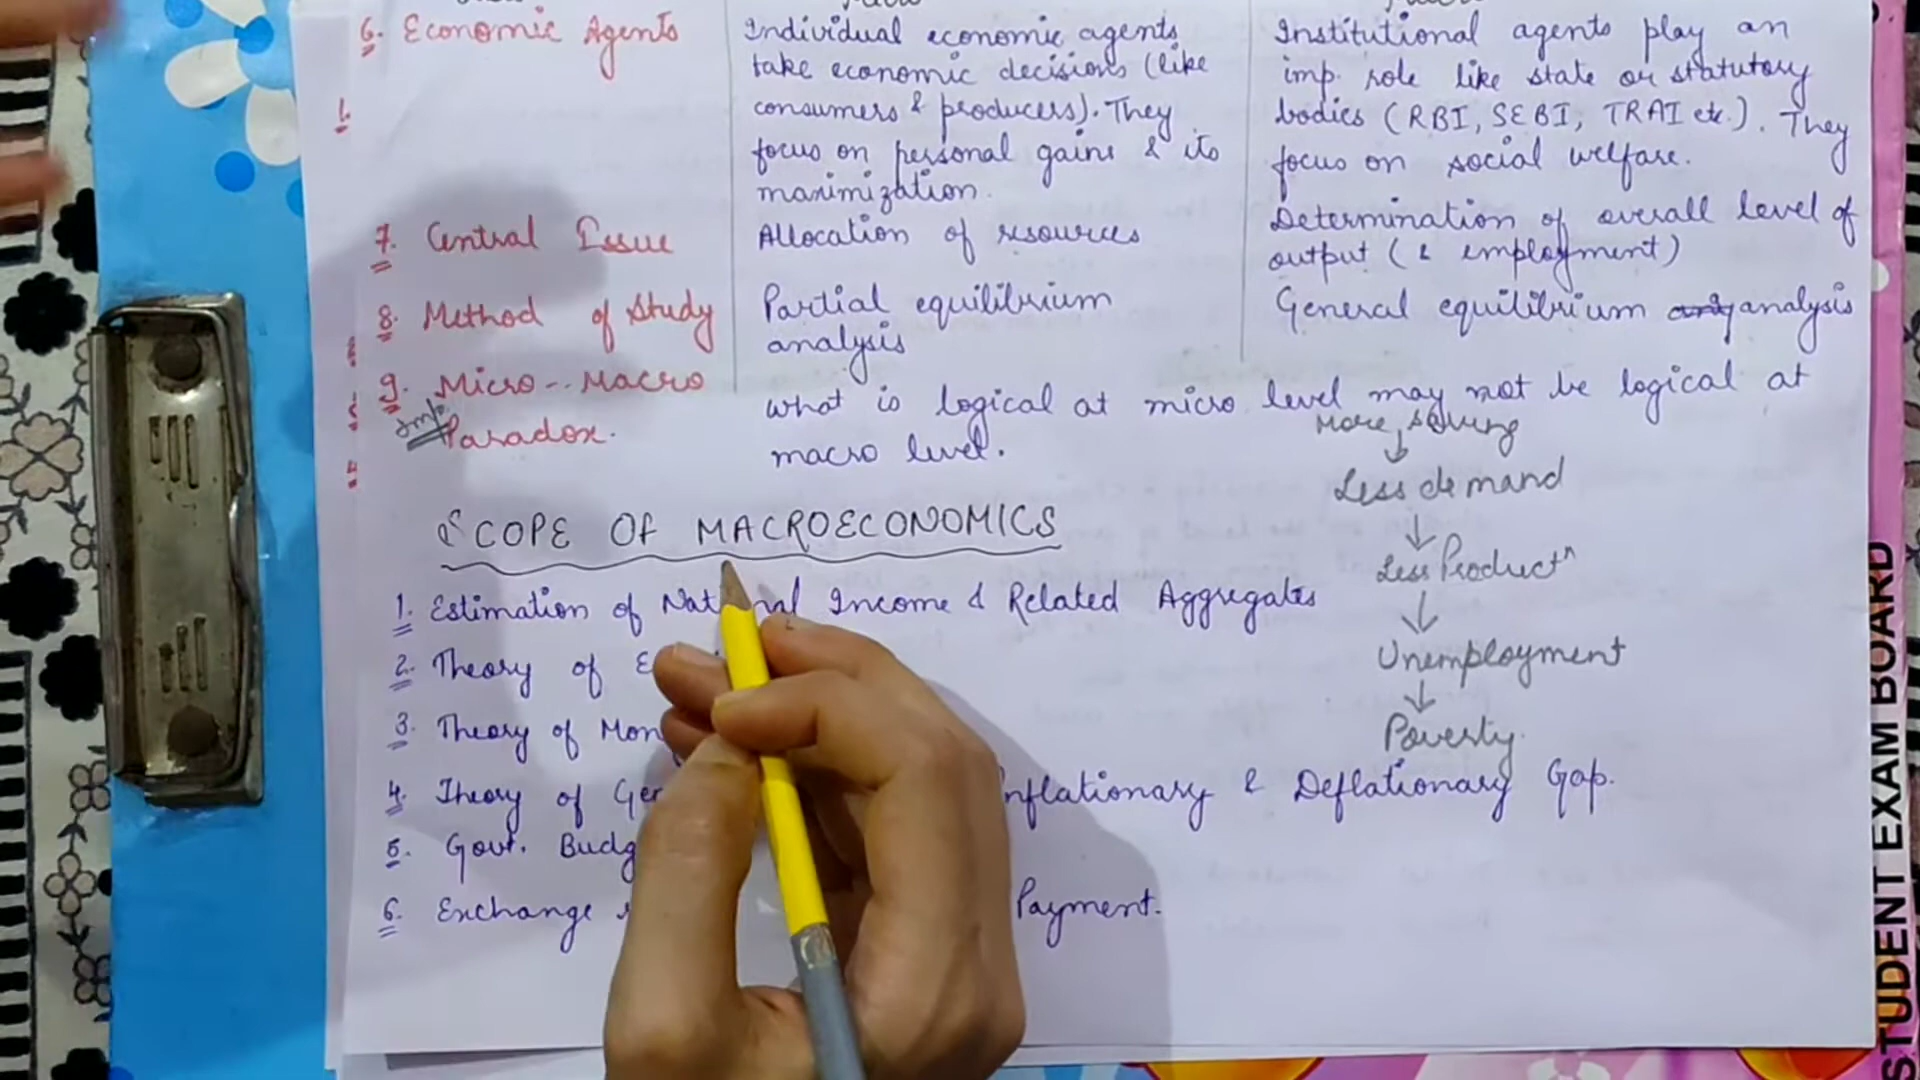 6. Economic Agents
Individual economic agents
take economic decisions (like
consumers & producers). They
focus on personal gains & its
maximization.
Institutional agents play an
imp. role like state or statutory
bodies (RBI, SEBI, TRAI etc.). They
focus on social welfare.
1.
7. Central Issue
Allocation of resources
Determination of overall level of
output (& employment)
8. Method of Study
Partial equilibrium
analysis
General equilibrium analysis
9. Micro-Macro
Imp. Paradox.
What is logical at micro level may not be logical at
macro level.
More saving
↓
Less demand
↓
Less Productⁿ
↓
Unemployment
↓
Poverty
SCOPE OF MACROECONOMICS
1. Estimation of National Income & Related Aggregates
2. Theory of
3. Theory of
4. Theory of
Inflationary & Deflationary Gap.
5. Govt.
6. Exchange
Payment.
STUDENT EXAM BOARD